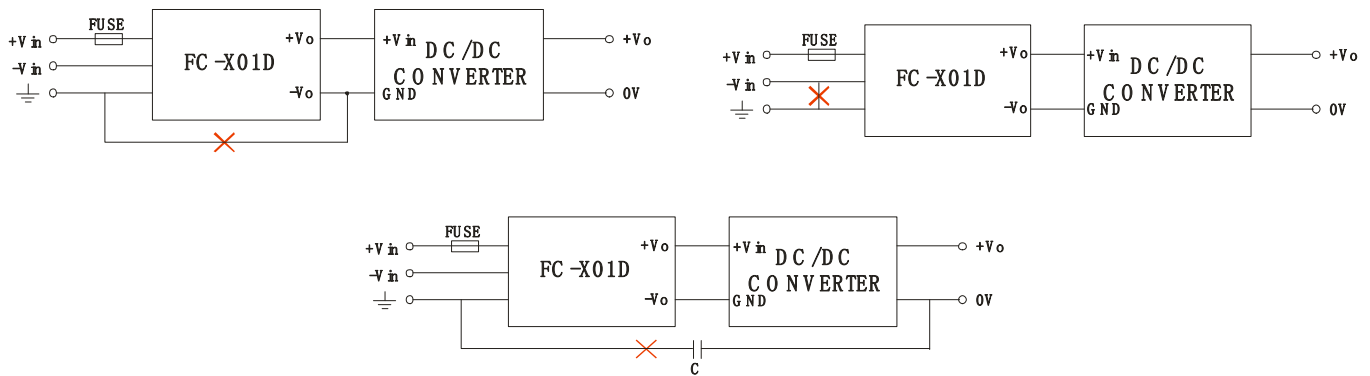 FUSE
+Vin
-Vin
FC-X01D
+Vo
-Vo
+Vin
GND
DC/DC
CONVERTER
+Vo
0V
FUSE
+Vin
-Vin
FC-X01D
+Vo
-Vo
+Vin
GND
DC/DC
CONVERTER
+Vo
0V
FUSE
+Vin
-Vin
FC-X01D
+Vo
-Vo
+Vin
GND
DC/DC
CONVERTER
+Vo
0V
C